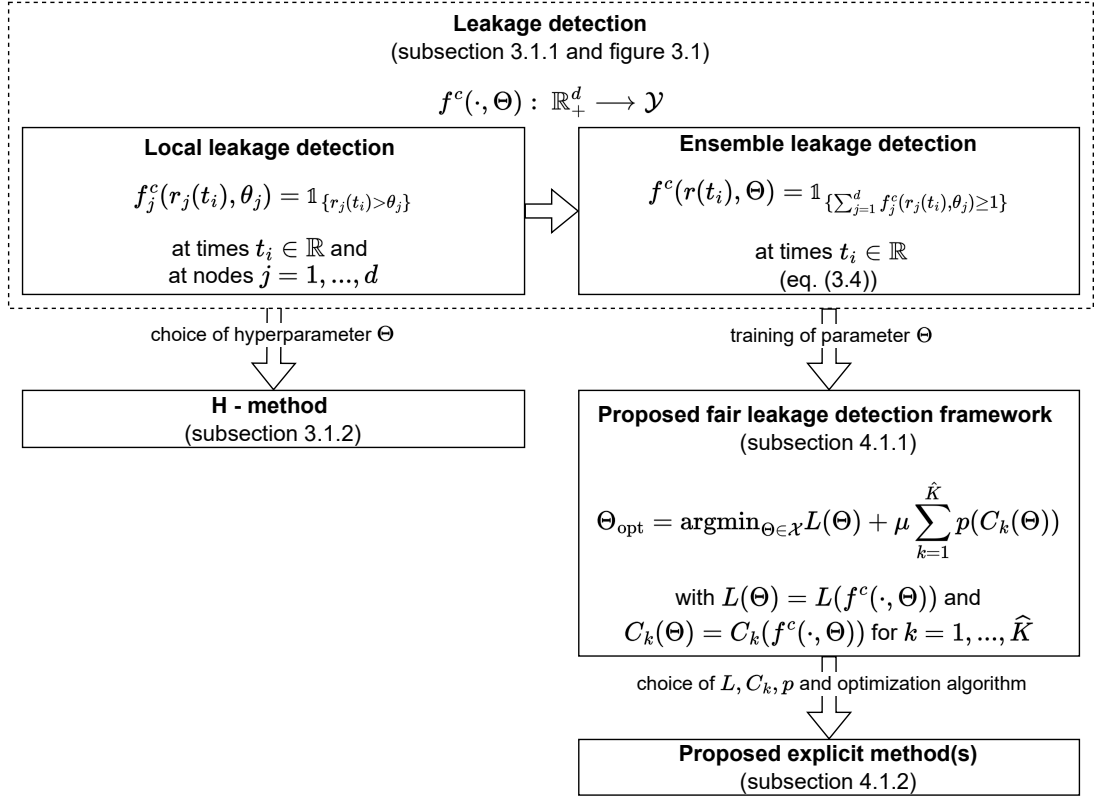 Leakage detection
(subsection 3.1.1 and figure 3.1)
f^c(·, Θ) : ℝ_+^d ⟶ 𝒴
Local leakage detection
f_j^c(r_j(t_i), θ_j) = 𝟙_{r_j(t_i)>θ_j}
at times t_i ∈ ℝ and
at nodes j = 1, ..., d
Ensemble leakage detection
f^c(r(t_i), Θ) = 𝟙_{∑_{j=1}^d f_j^c(r_j(t_i),θ_j)≥1}
at times t_i ∈ ℝ
(eq. (3.4))
choice of hyperparameter Θ
training of parameter Θ
H - method
(subsection 3.1.2)
Proposed fair leakage detection framework
(subsection 4.1.1)
Θ_opt = argmin_{Θ∈𝒳} L(Θ) + μ ∑_{k=1}^{K̂} p(C_k(Θ))
with L(Θ) = L(f^c(·, Θ)) and
C_k(Θ) = C_k(f^c(·, Θ)) for k = 1, ..., K̂
choice of L, C_k, p and optimization algorithm
Proposed explicit method(s)
(subsection 4.1.2)